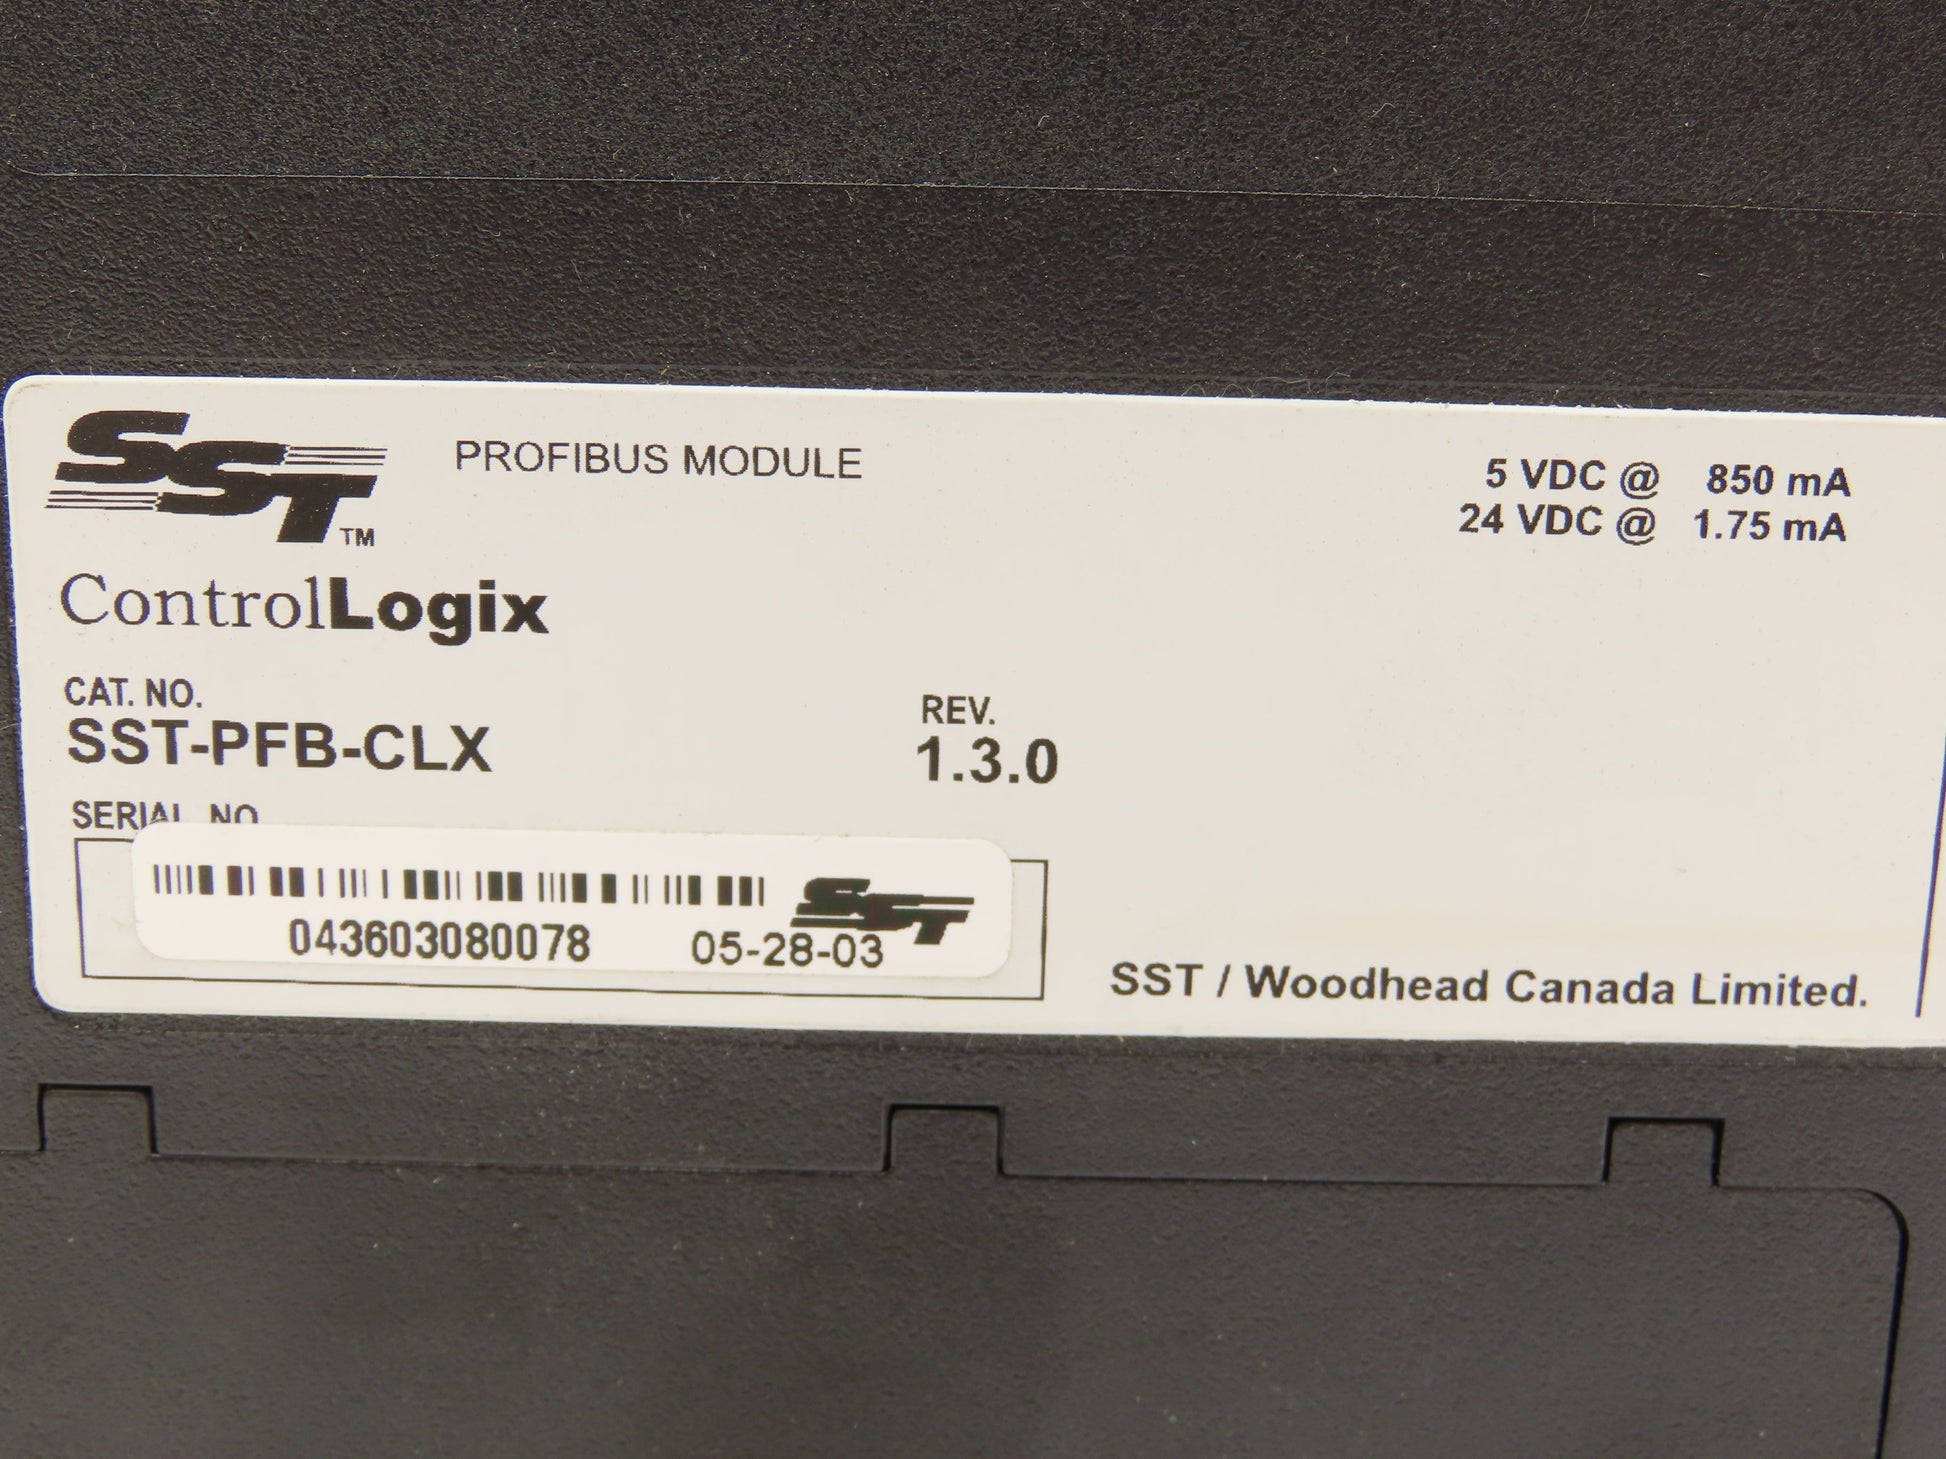 SST™
PROFIBUS MODULE
5 VDC @ 850 mA
24 VDC @ 1.75 mA
ControlLogix
CAT. NO.
SST-PFB-CLX
REV.
1.3.0
SERIAL NO
043603080078
05-28-03
SST
SST / Woodhead Canada Limited.